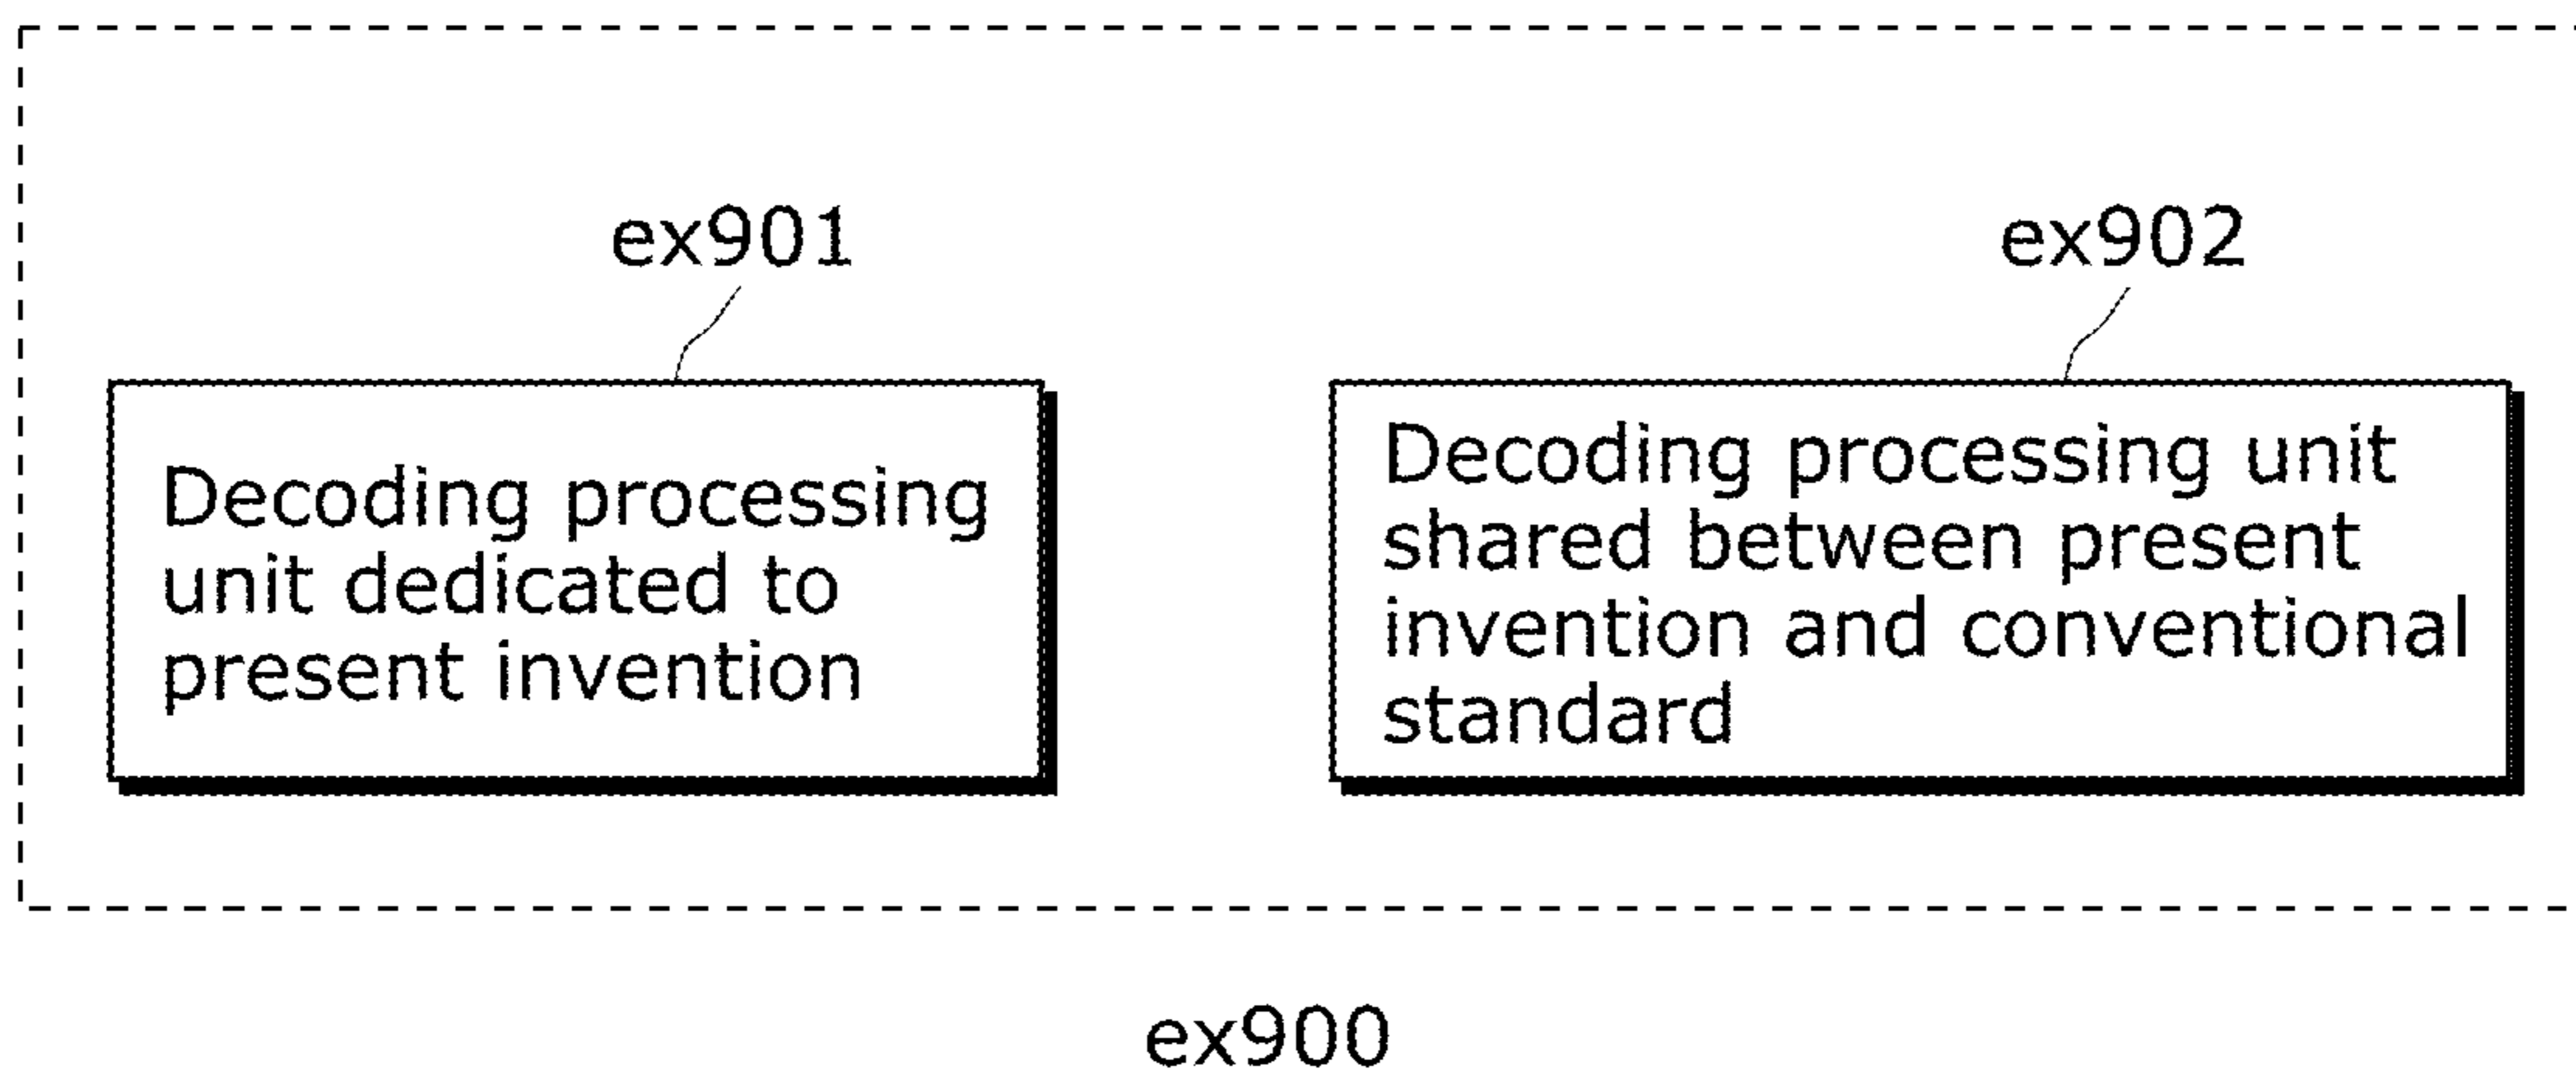 ex901
ex902
Decoding processing
unit dedicated to
present invention
Decoding processing unit
shared between present
invention and conventional
standard
ex900